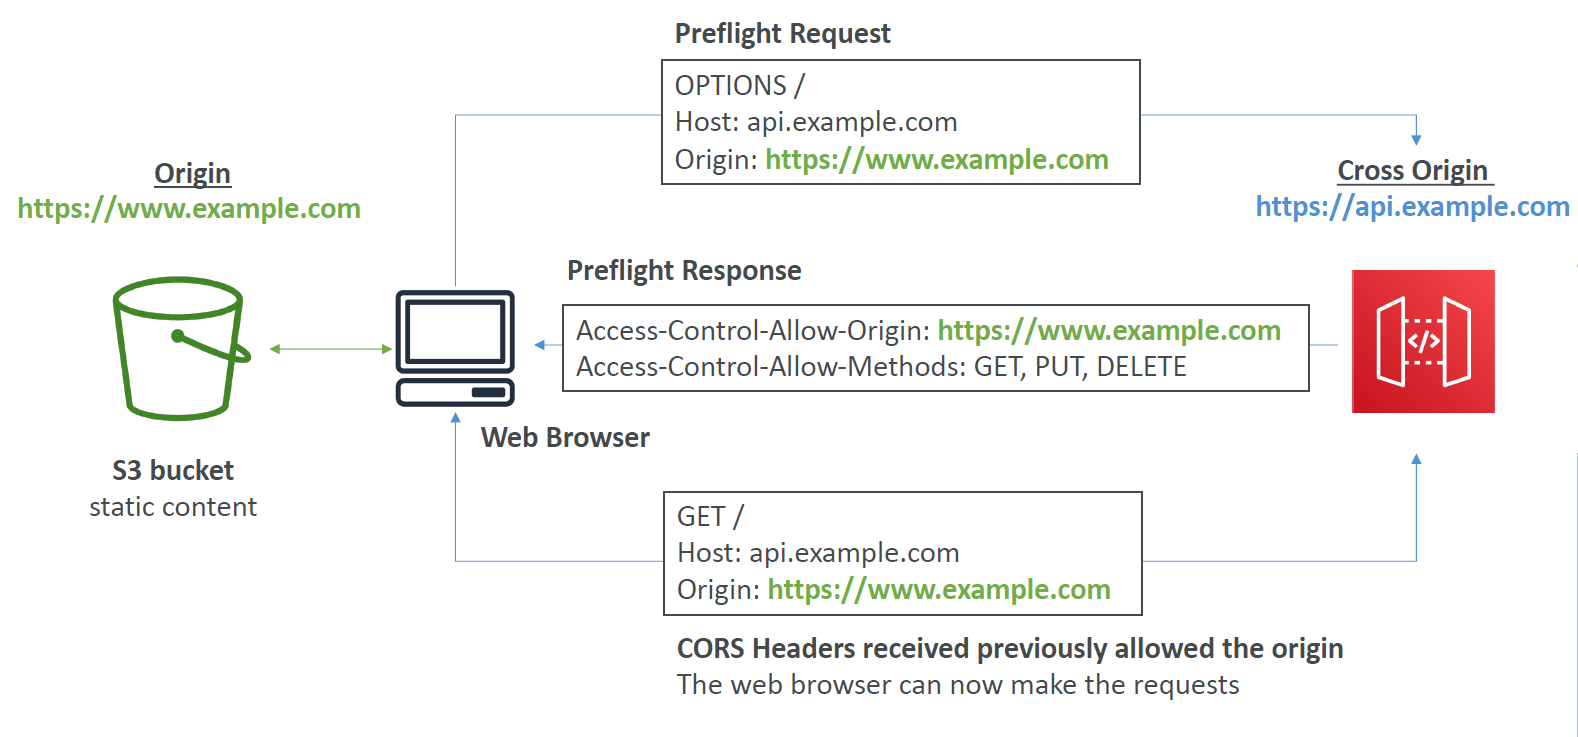 Preflight Request
OPTIONS /
Host: api.example.com
Origin: https://www.example.com
Origin
https://www.example.com
Cross Origin
https://api.example.com
Preflight Response
Access-Control-Allow-Origin: https://www.example.com
Access-Control-Allow-Methods: GET, PUT, DELETE
</>
Web Browser
S3 bucket
static content
GET /
Host: api.example.com
Origin: https://www.example.com
CORS Headers received previously allowed the origin
The web browser can now make the requests